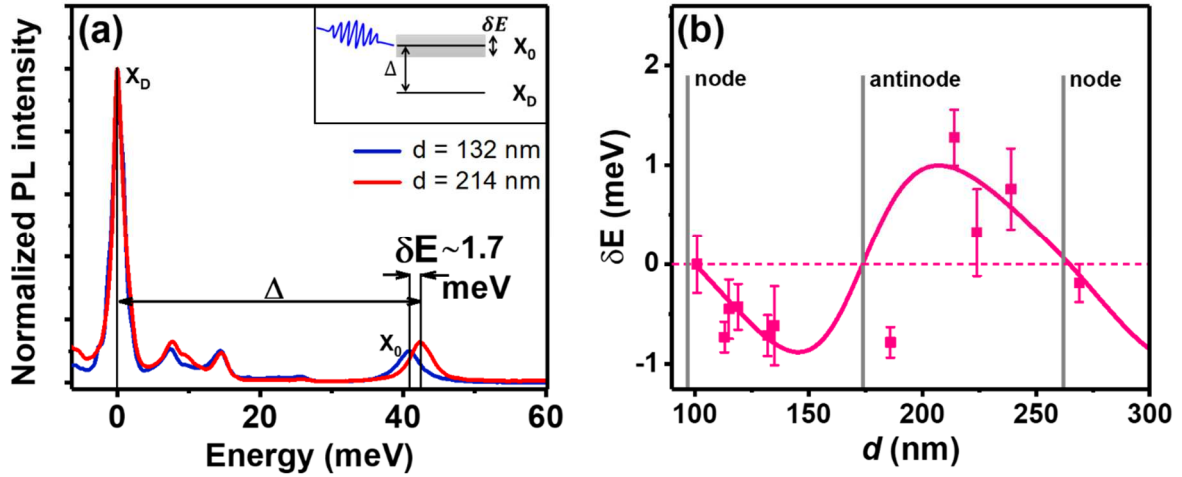 (a)
Normalized PL intensity
X_D
δE
X_0
Δ
X_D
d = 132 nm
d = 214 nm
δE~1.7
meV
Δ
X_0
0 20 40 60
Energy (meV)
(b)
δE (meV)
2
1
0
-1
node
antinode
node
100 150 200 250 300
d (nm)